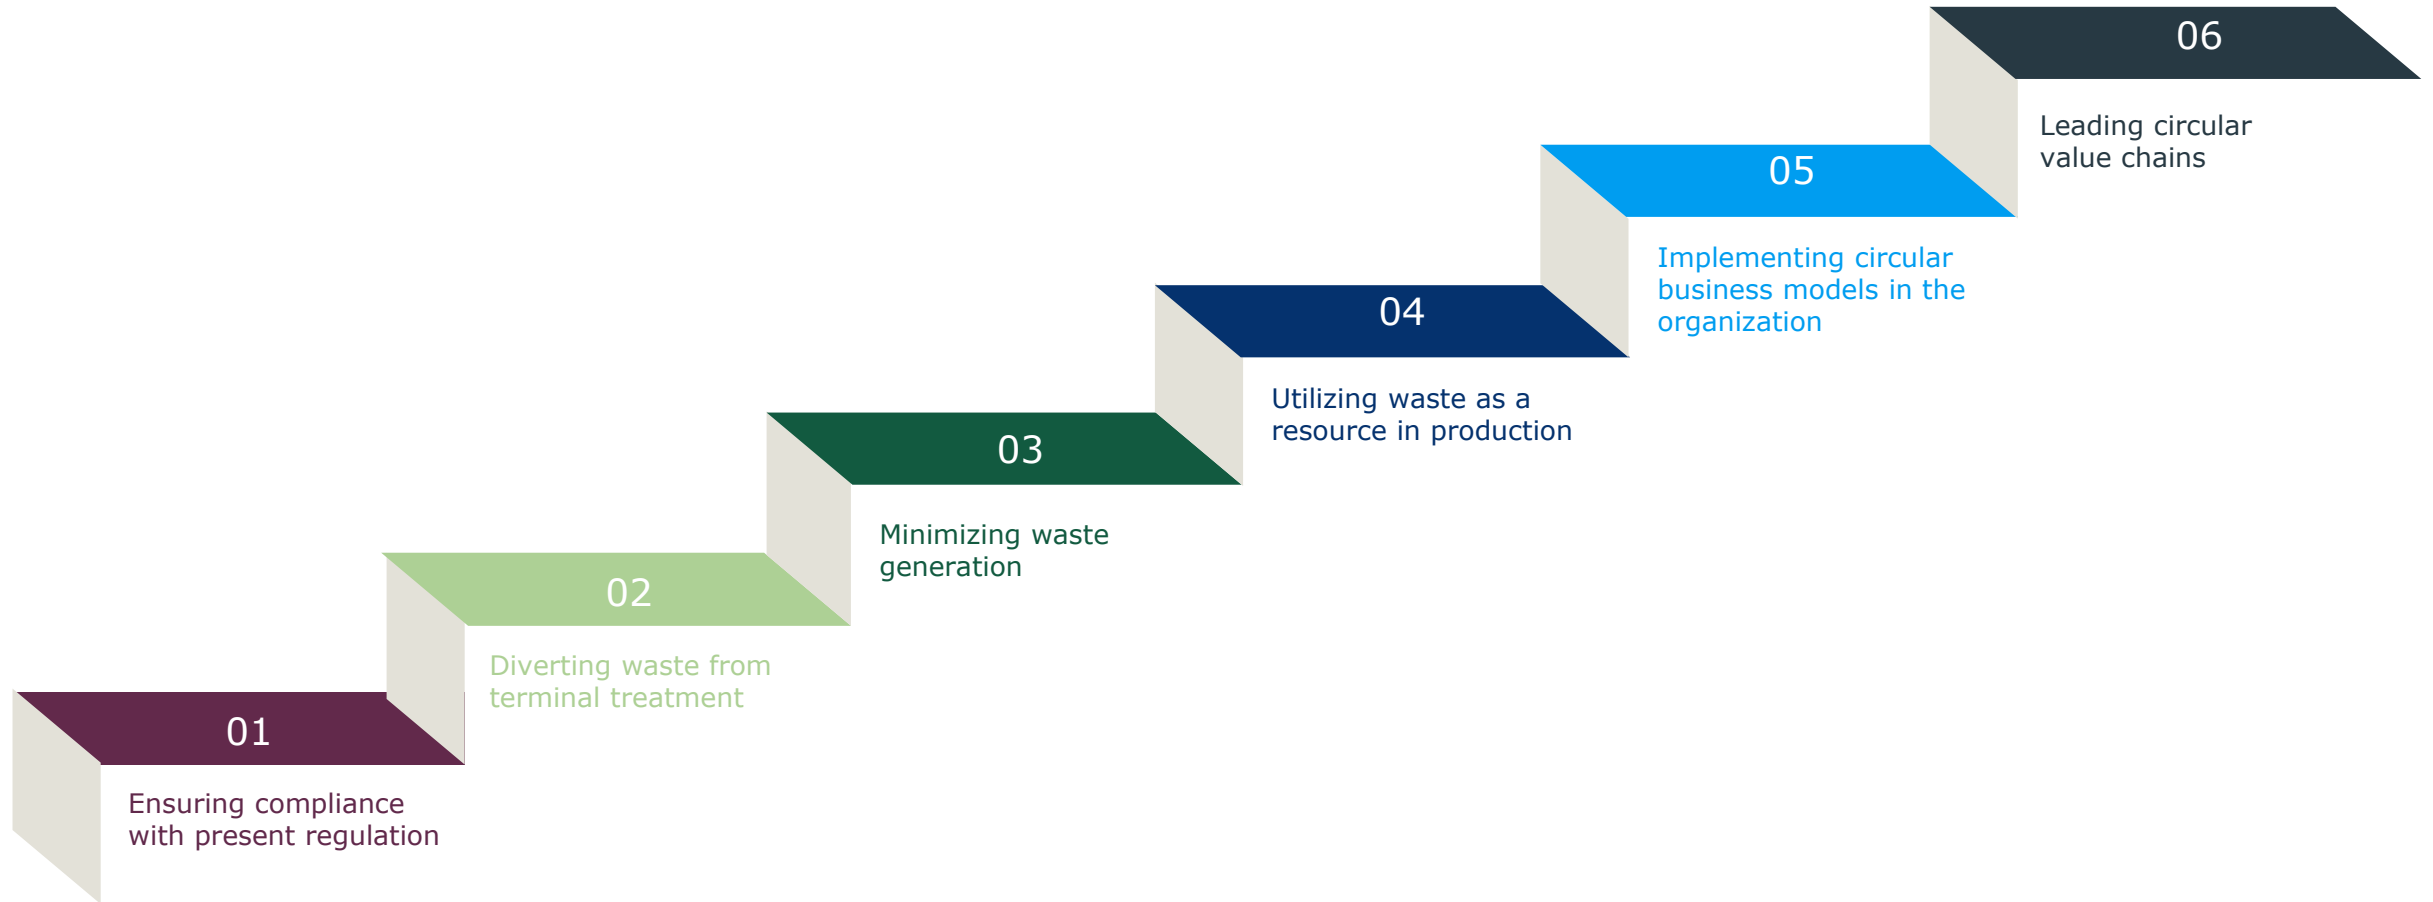 01
Ensuring compliance
with present regulation
02
Diverting waste from
terminal treatment
03
Minimizing waste
generation
04
Utilizing waste as a
resource in production
05
Implementing circular
business models in the
organization
06
Leading circular
value chains